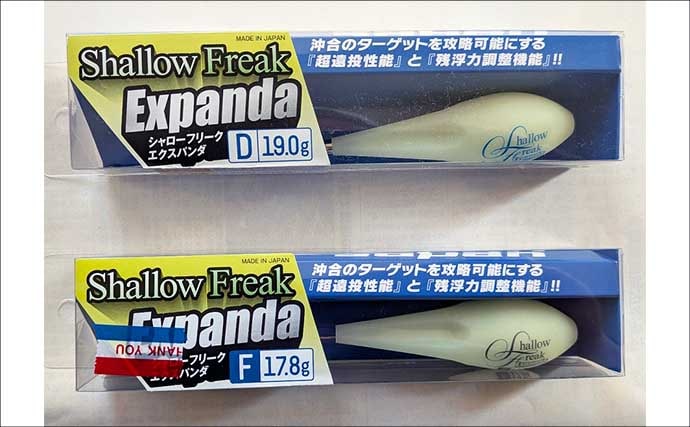 MADE IN JAPAN
Shallow Freak
Expanda
シャローフリーク
エクスパンダ
D 19.0g
沖合のターゲットを攻略可能にする
『超遠投性能』と『残浮力調整機能』!!
Shallow
Freak
MADE IN JAPAN
Shallow Freak
Expanda
ーフリーク
エクスパンダ
F 17.8g
THANK YOU
沖合のターゲットを攻略可能にする
『超遠投性能』と『残浮力調整機能』!!
Shallow
Freak